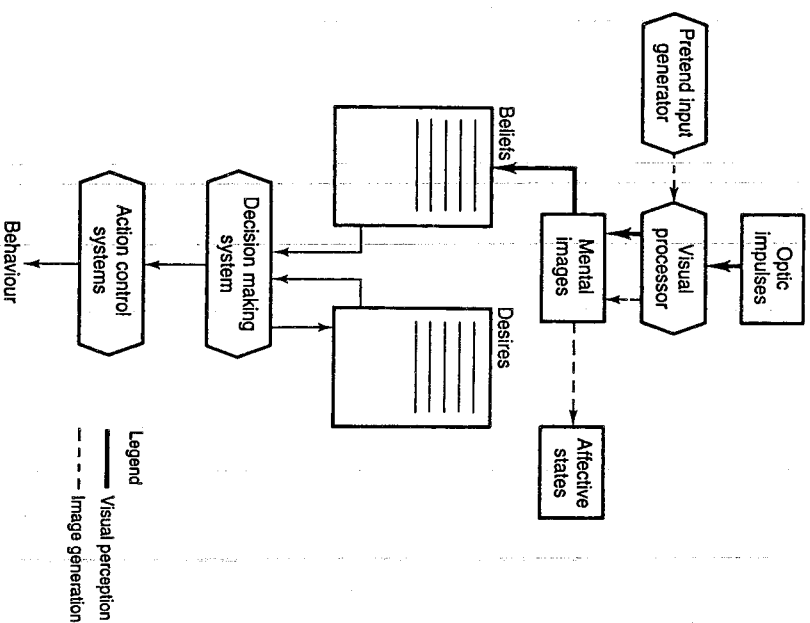 Optic
impulses
Pretend input
generator
Visual
processor
Mental
images
Affective
states
Beliefs
Desires
Decision making
system
Action control
systems
Behaviour
Legend
Visual perception
Image generation